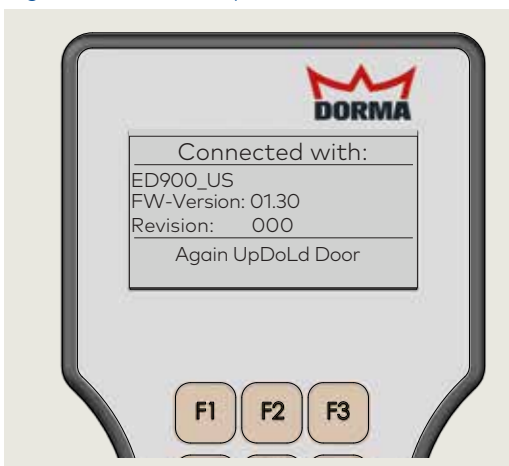 DORMA
Connected with:
ED900_US
FW-Version: 01.30
Revision: 000
Again UpDoLd Door
F1 F2 F3